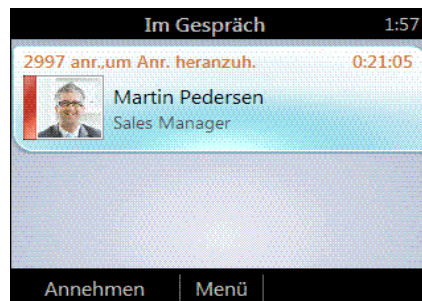 Im Gespräch 1:57
2997 anr.,um Anr. heranzuh. 0:21:05
Martin Pedersen
Sales Manager
Annehmen Menü